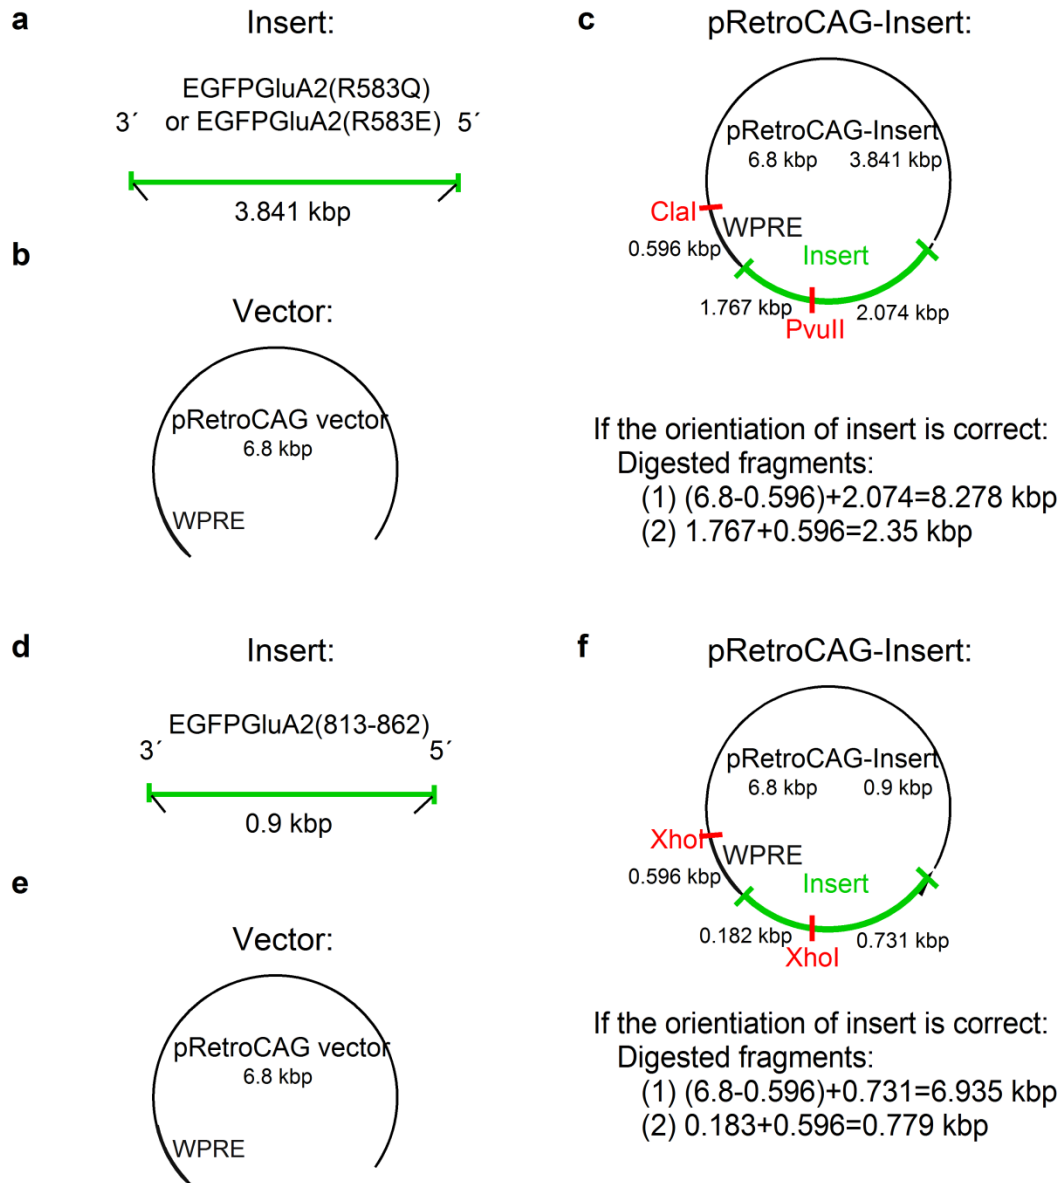 a
Insert:
EGFPGluA2(R583Q)
3´ or EGFPGluA2(R583E) 5´
3.841 kbp
b
Vector:
pRetroCAG vector
6.8 kbp
WPRE
c
pRetroCAG-Insert:
pRetroCAG-Insert
6.8 kbp 3.841 kbp
ClaI
WPRE
0.596 kbp
Insert
1.767 kbp
2.074 kbp
PvuII
If the orientiation of insert is correct:
Digested fragments:
(1) (6.8-0.596)+2.074=8.278 kbp
(2) 1.767+0.596=2.35 kbp
d
Insert:
EGFPGluA2(813-862)
3´ 5´
0.9 kbp
e
Vector:
pRetroCAG vector
6.8 kbp
WPRE
f
pRetroCAG-Insert:
pRetroCAG-Insert
6.8 kbp 0.9 kbp
XhoI
WPRE
0.596 kbp
Insert
0.182 kbp
0.731 kbp
XhoI
If the orientiation of insert is correct:
Digested fragments:
(1) (6.8-0.596)+0.731=6.935 kbp
(2) 0.183+0.596=0.779 kbp